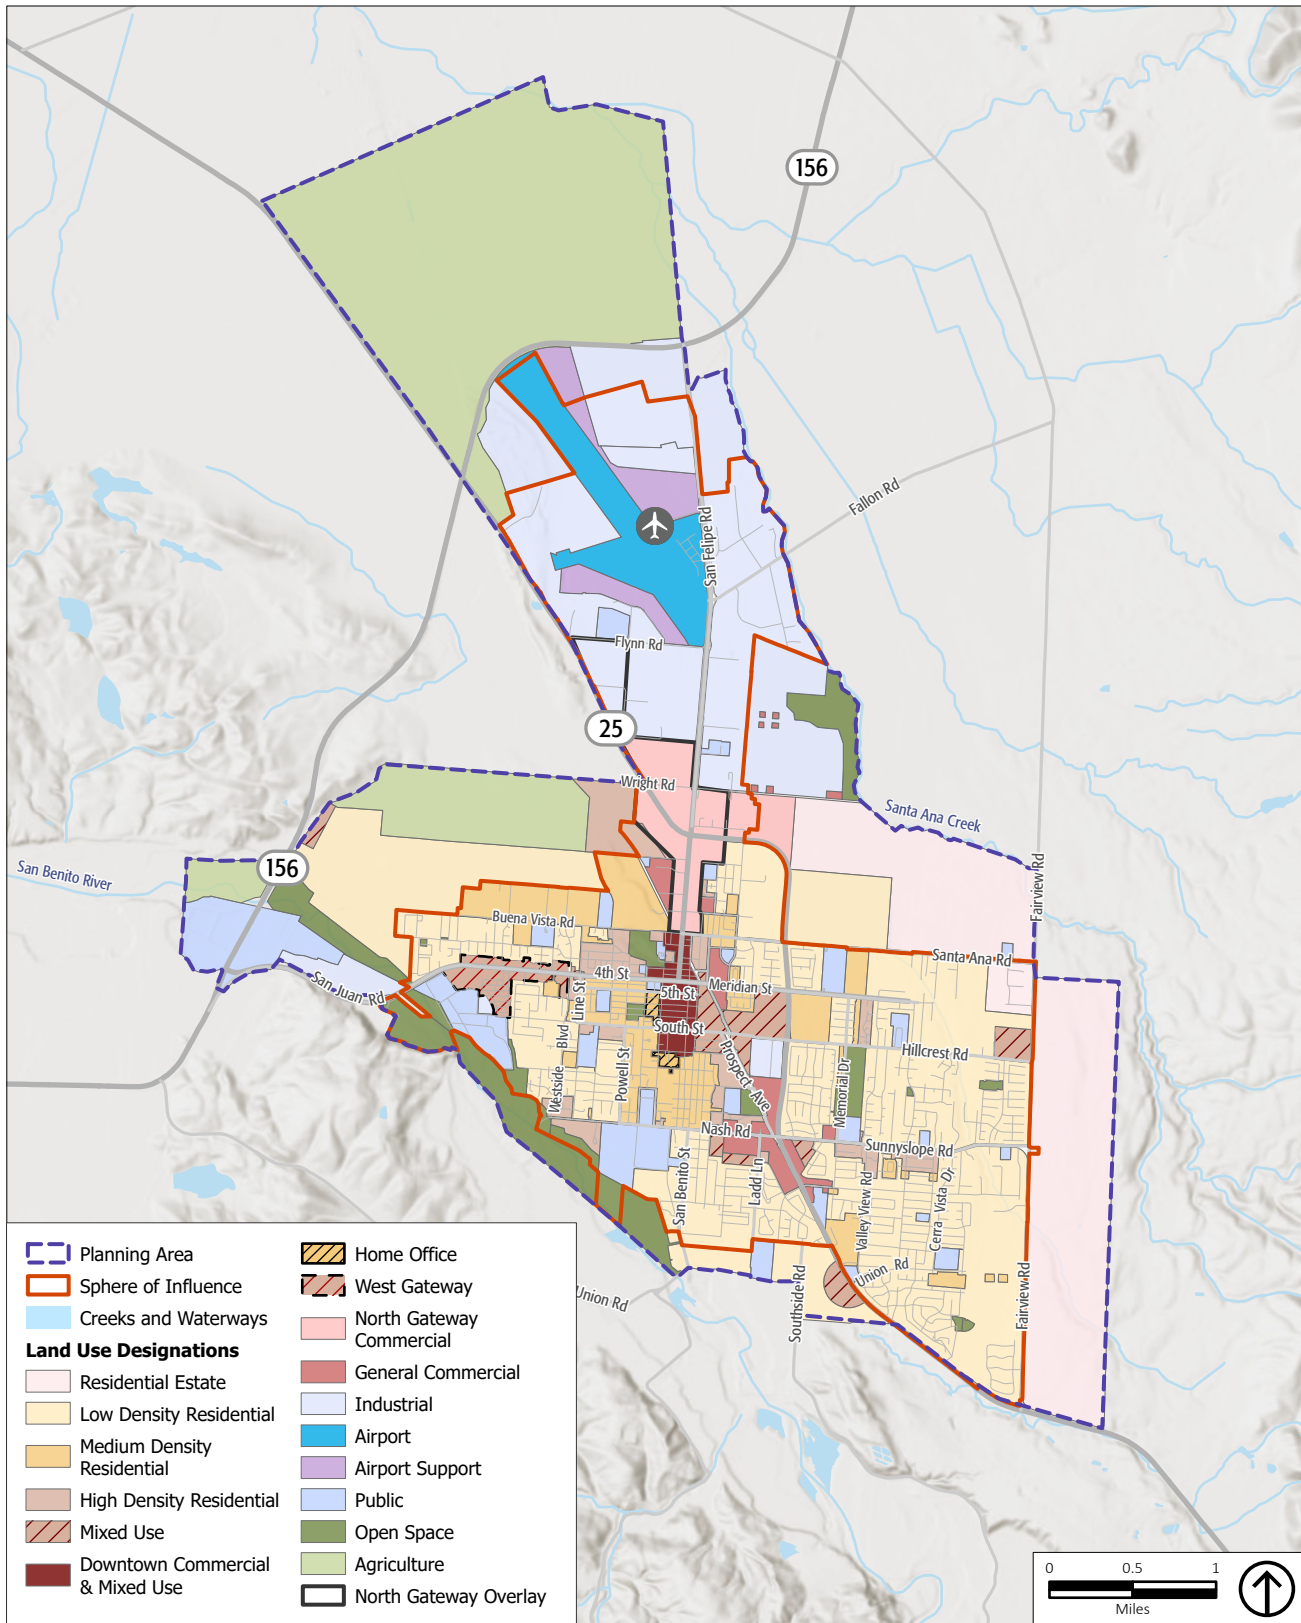 156
Fallon Rd
San Felipe Rd
Flynn Rd
25
Wright Rd
Santa Ana Creek
156
San Benito River
Fairview Rd
Buena Vista Rd
Santa Ana Rd
4th St
Meridian St
San Juan Rd
Line St
5th St
South St
Hillcrest Rd
Westside Blvd
Powell St
Prospect Ave
Memorial Dr
Nash Rd
Sunnyslope Rd
San Benito St
Ladd Ln
Valley View Rd
Cerra Vista Dr
Union Rd
Union Rd
Southside Rd
Fairview Rd
Planning Area
Sphere of Influence
Creeks and Waterways
Land Use Designations
Residential Estate
Low Density Residential
Medium Density
Residential
High Density Residential
Mixed Use
Downtown Commercial
& Mixed Use
Home Office
West Gateway
North Gateway
Commercial
General Commercial
Industrial
Airport
Airport Support
Public
Open Space
Agriculture
North Gateway Overlay
0 0.5 1
Miles